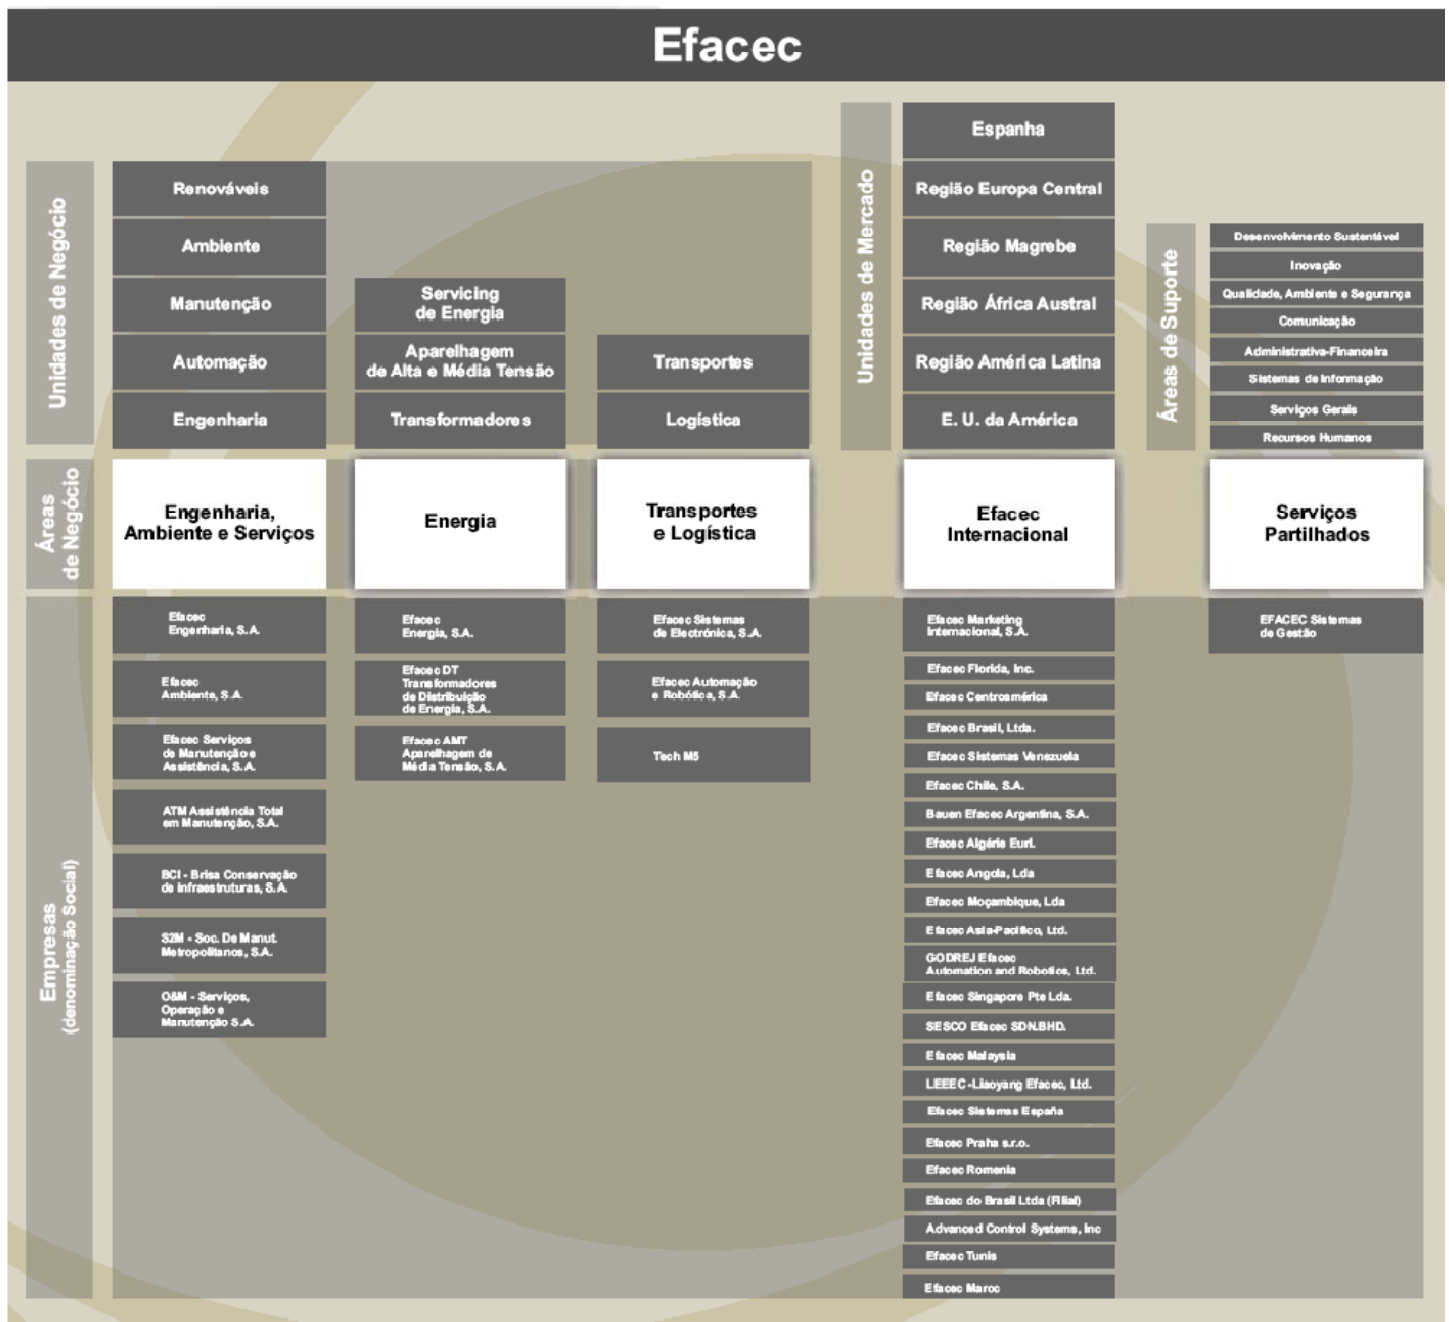 Efacec
Unidades de Negócio
Renováveis
Ambiente
Manutenção
Automação
Engenharia
Servicing
de Energia
Aparelhagem
de Alta e Média Tensão
Transformadores
Transportes
Logística
Unidades de Mercado
Espanha
Região Europa Central
Região Magrebe
Região África Austral
Região América Latina
E. U. da América
Áreas de Suporte
Desenvolvimento Sustentável
Inovação
Qualidade, Ambiente e Segurança
Comunicação
Administrativa-Financeira
Sistemas de Informação
Serviços Gerais
Recursos Humanos
Áreas
de Negócio
Engenharia,
Ambiente e Serviços
Energia
Transportes
e Logística
Efacec
Internacional
Serviços
Partilhados
Empresas
(denominação Social)
Efacec
Engenharia, S.A.
Efacec
Ambiente, S.A.
Efacec Serviços
de Manutenção e
Assistência, S.A.
ATM Assistência Total
em Manutenção, S.A.
BCI - Brisa Conservação
de infraestruturas, S.A.
S2M - Soc. De Manut.
Metropolitanos, S.A.
O&M - Serviços,
Operação e
Manutenção S.A.
Efacec
Energia, S.A.
Efacec DT
Transformadores
de Distribuição
de Energia, S.A.
Efacec AMT
Aparelhagem de
Média Tensão, S.A.
Efacec Sistemas
de Electrónica, S.A.
Efacec Automação
e Robótica, S.A.
Tech M5
Efacec Marketing
Internacional, S.A.
Efacec Florida, Inc.
Efacec Centroamérica
Efacec Brasil, Ltda.
Efacec Sistemas Venezuela
Efacec Chile, S.A.
Bauen Efacec Argentina, S.A.
Efacec Algérie Eurl.
Efacec Angola, Lda
Efacec Moçambique, Lda
Efacec Asia-Pacífico, Ltd.
GODREJ Efacec
Automation and Robotics, Ltd.
Efacec Singapore Pte Lda.
SESCO Efacec SDN.BHD.
Efacec Malaysia
LEEEC -Liaoyang Efacec, Ltd.
Efacec Sistemas España
Efacec Praha s.r.o.
Efacec Romenia
Efacec do Brasil Ltda (Filial)
Advanced Control Systems, Inc
Efacec Tunis
Efacec Maroc
EFACEC Sistemas
de Gestão